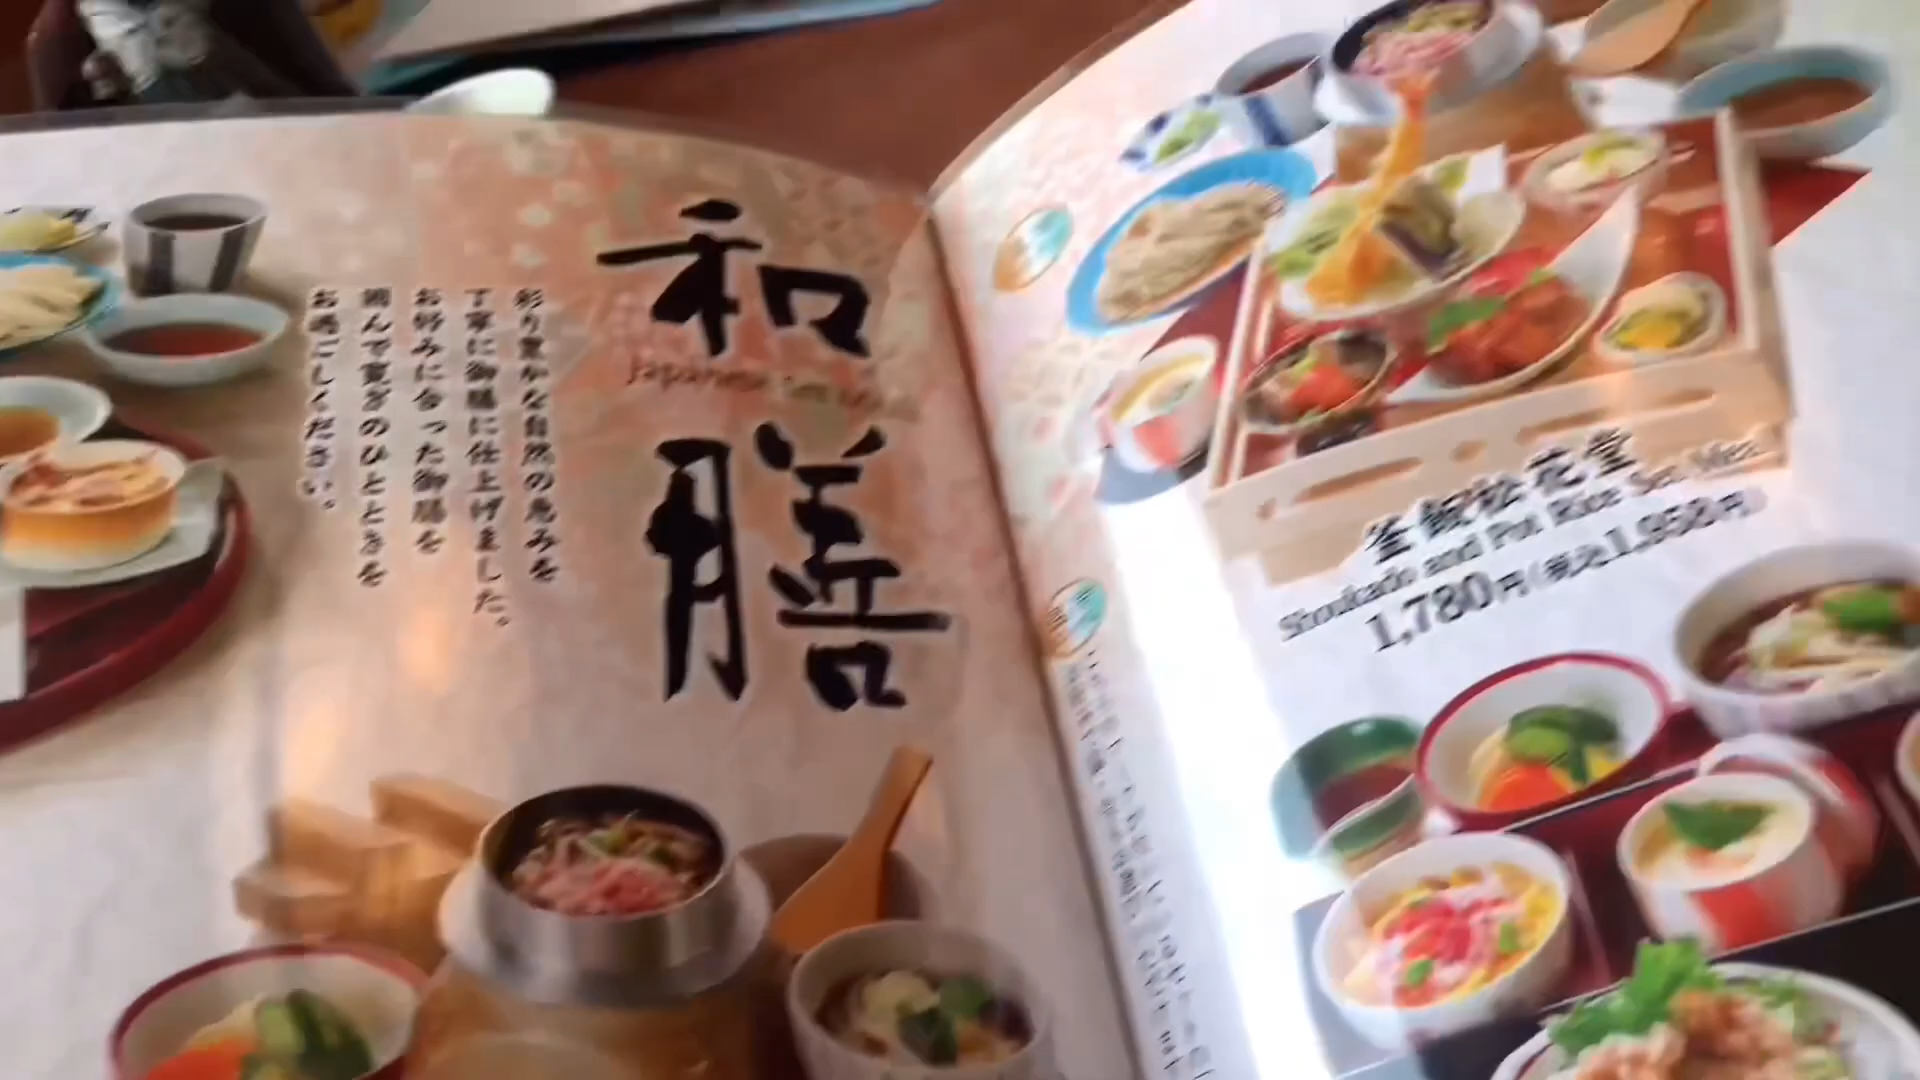 和膳
Japanese Set Meal
彩り豊かな自然の恵みを
丁寧に御膳に仕上げました。
お好みに合った御膳を
囲んで寛ぎのひとときを
お過ごしください。
釜飯松花堂
Shoukado and Pot Rice Set Meal
1,780円(税込1,958円)